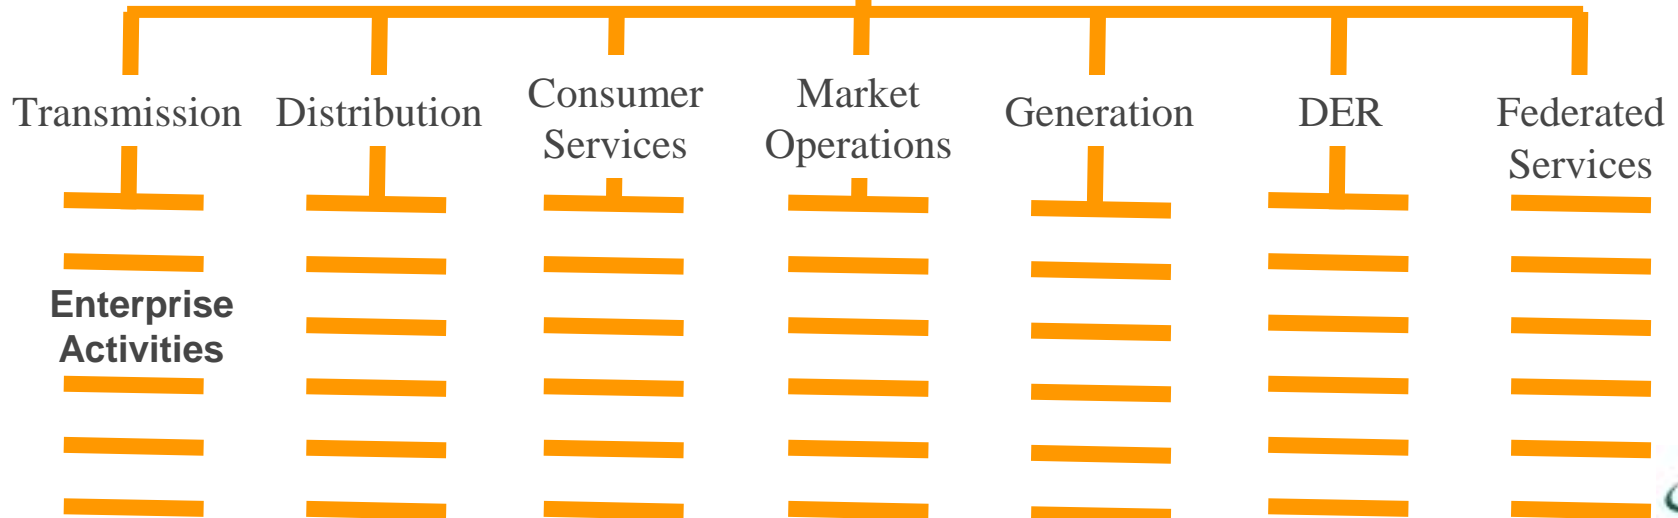 Transmission
Distribution
Consumer
Services
Market
Operations
Generation
DER
Federated
Services
Enterprise
Activities